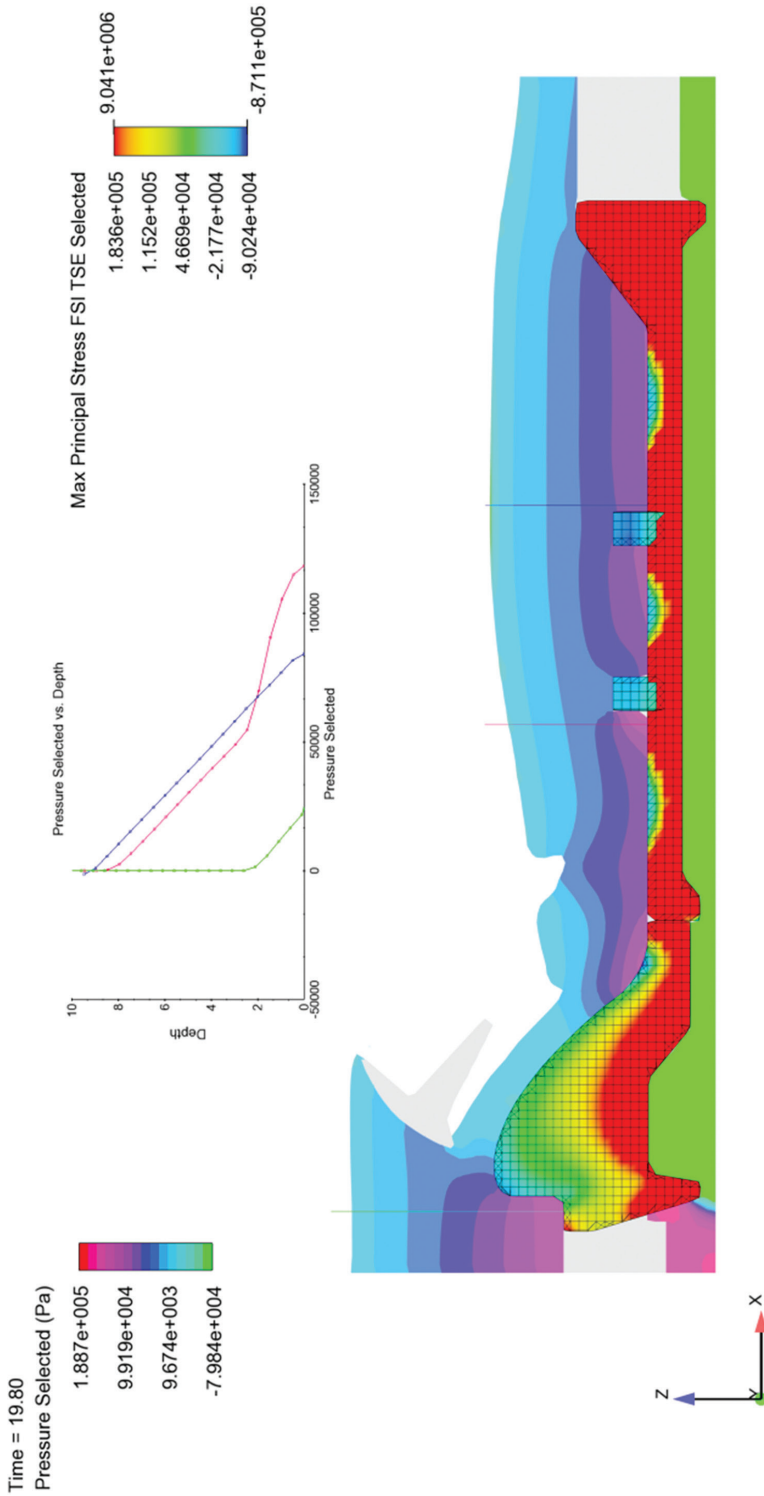 Time = 19.80
Pressure Selected (Pa)
1.887e+005
9.919e+004
9.674e+003
-7.984e+004
Pressure Selected vs. Depth
Depth
10
8
6
4
2
0
-50000
0
50000
100000
150000
Pressure Selected
Max Principal Stress FSI TSE Selected
1.836e+005
9.041e+006
1.152e+005
4.669e+004
-2.177e+004
-9.024e+004
-8.711e+005
Z
Y
X